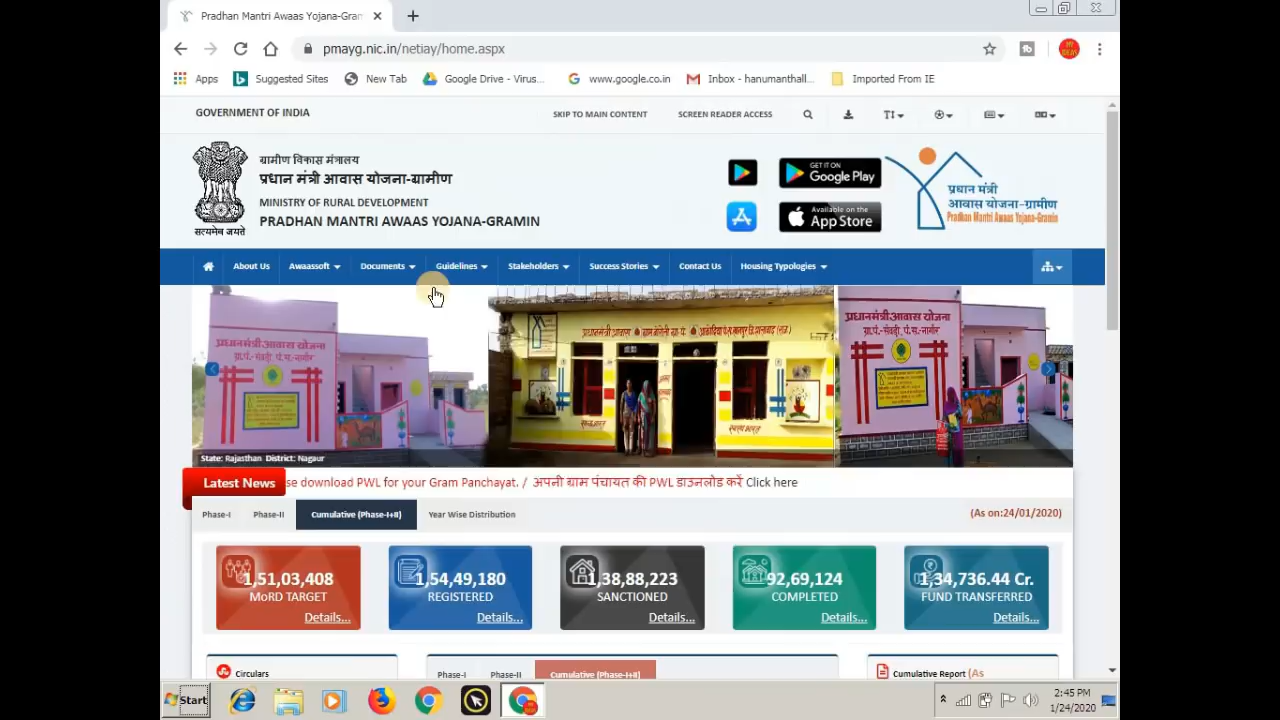 Pradhan Mantri Awaas Yojana-Gram
pmayg.nic.in/netiay/home.aspx
Apps
Suggested Sites
New Tab
Google Drive - Virus...
www.google.co.in
Inbox - hanumanthall...
Imported From IE
GOVERNMENT OF INDIA
SKIP TO MAIN CONTENT
SCREEN READER ACCESS
ग्रामीण विकास मंत्रालय
प्रधान मंत्री आवास योजना-ग्रामीण
MINISTRY OF RURAL DEVELOPMENT
PRADHAN MANTRI AWAAS YOJANA-GRAMIN
सत्यमेव जयते
GET IT ON
Google Play
Available on the
App Store
प्रधान मंत्री
आवास योजना-ग्रामीण
Pradhan Mantri Awaas Yojana-Gramin
About Us
Awaassoft
Documents
Guidelines
Stakeholders
Success Stories
Contact Us
Housing Typologies
प्रधानमंत्री आवास योजना
प्रधानमंत्री आवास योजना
State: Rajasthan District: Nagaur
Latest News
se download PWL for your Gram Panchayat. / अपनी ग्राम पंचायत की PWL डाउनलोड करें Click here
Phase-I
Phase-II
Cumulative (Phase-I+II)
Year Wise Distribution
(As on:24/01/2020)
1,51,03,408
MoRD TARGET
Details...
1,54,49,180
REGISTERED
Details...
1,38,88,223
SANCTIONED
Details...
92,69,124
COMPLETED
Details...
1,34,736.44 Cr.
FUND TRANSFERRED
Details...
Circulars
Phase-I
Phase-II
Cumulative (Phase-I+II)
Cumulative Report (As
Start
2:45 PM
1/24/2020